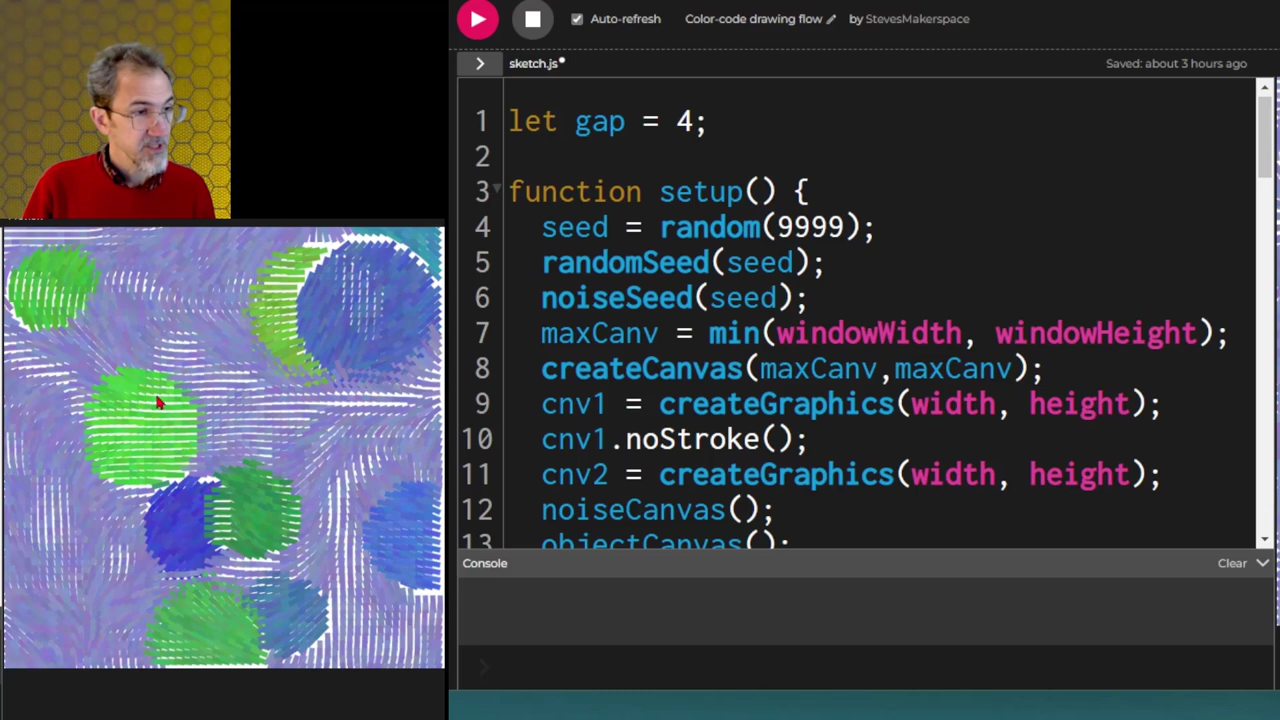 Auto-refresh
Color-code drawing flow
by StevesMakerspace
sketch.js
Saved: about 3 hours ago
1 let gap = 4;
2
3 function setup() {
4 seed = random(9999);
5 randomSeed(seed);
6 noiseSeed(seed);
7 maxCanv = min(windowWidth, windowHeight);
8 createCanvas(maxCanv,maxCanv);
9 cnv1 = createGraphics(width, height);
10 cnv1.noStroke();
11 cnv2 = createGraphics(width, height);
12 noiseCanvas();
13 objectCanvas();
Console
Clear